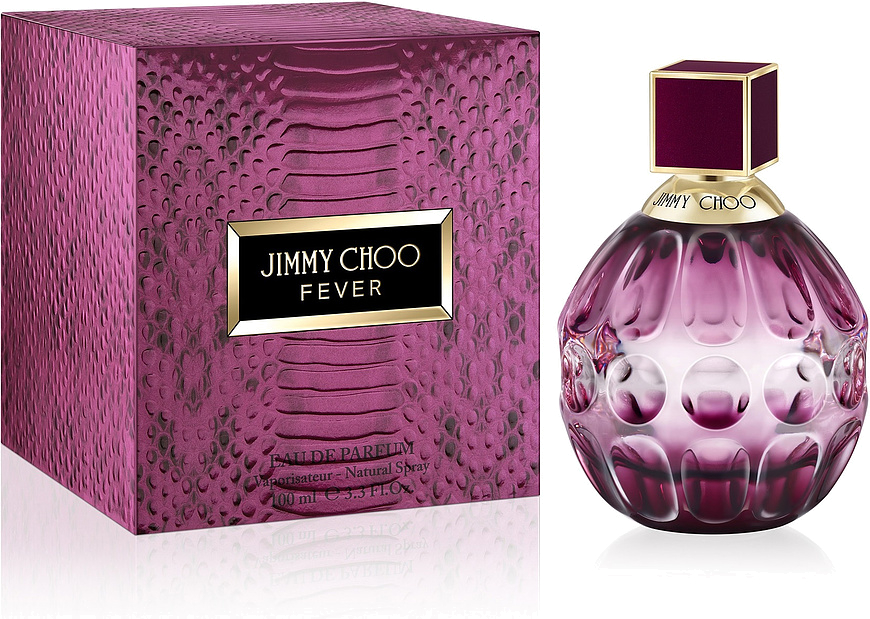 JIMMY CHOO
FEVER
EAU DE PARFUM
Vaporisateur - Natural Spray
100 ml ℮ 3.3 Fl.Oz.
JIMMY CHOO